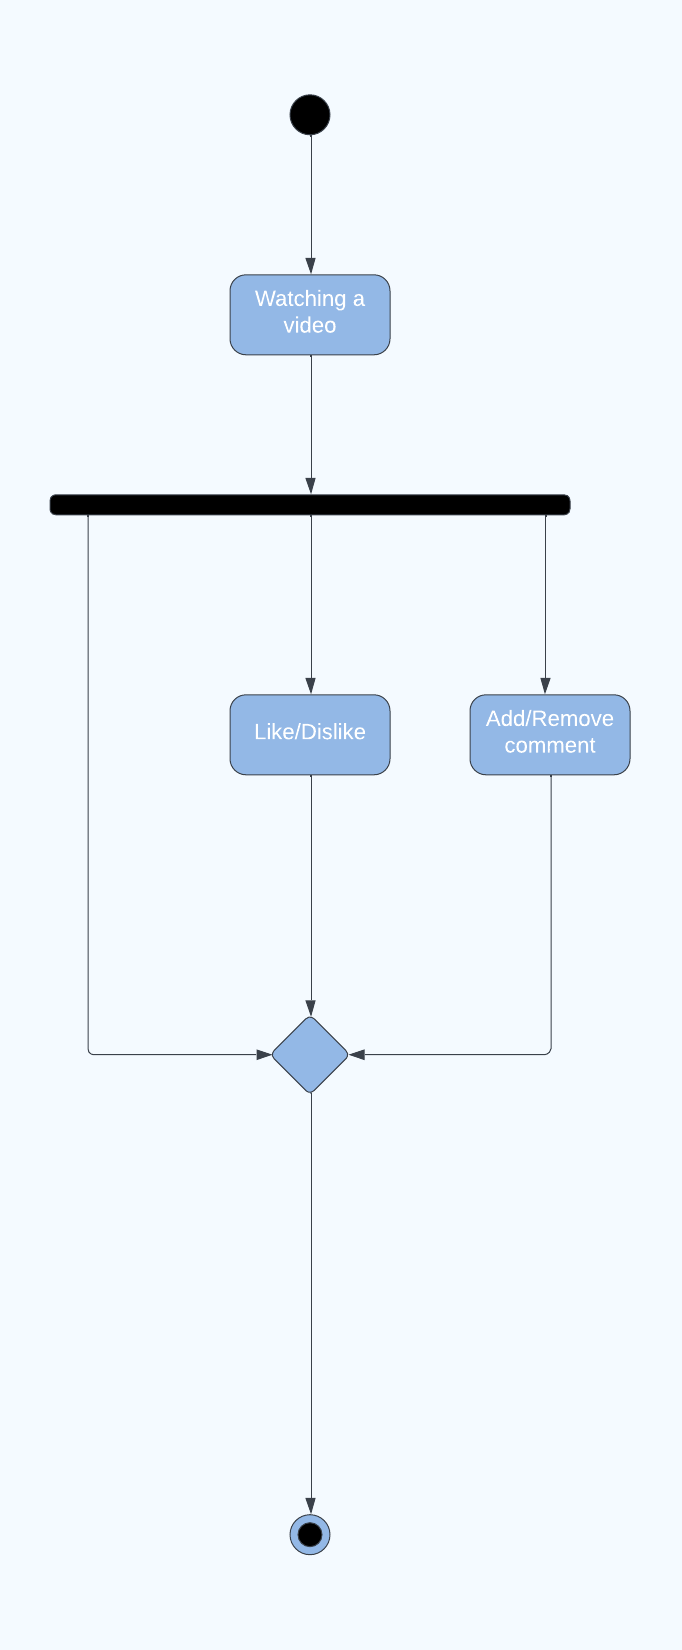 Watching a
video
Like/Dislike
Add/Remove
comment